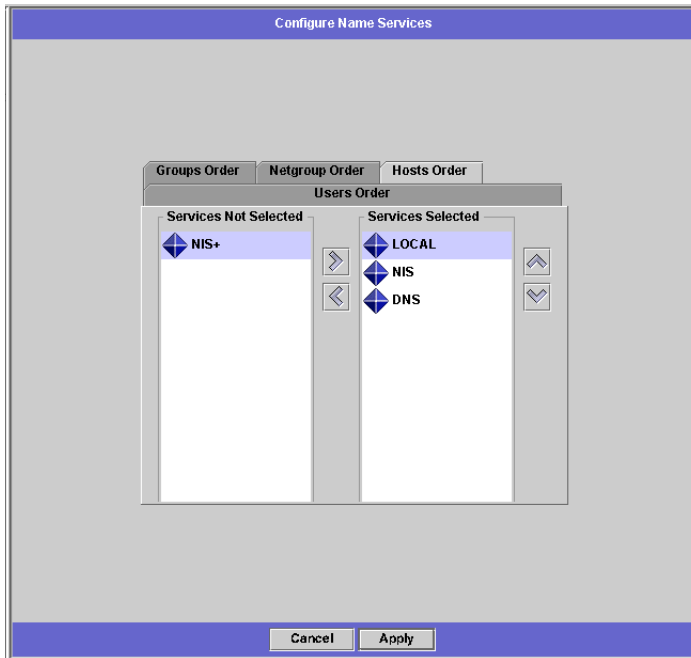 Configure Name Services
Groups Order Netgroup Order Hosts Order
Users Order
Services Not Selected Services Selected
NIS+ LOCAL
NIS
DNS
Cancel Apply